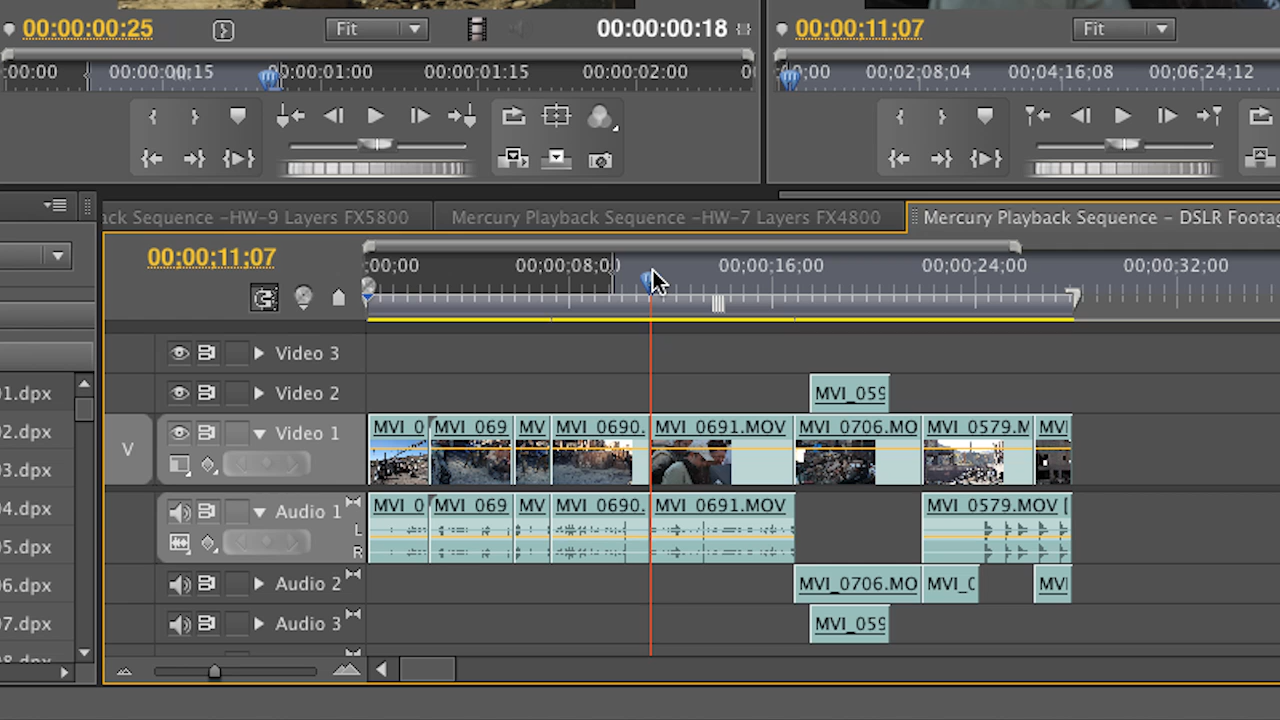 00:00:00:25
Fit
00:00:00:18
00;00;11;07
Fit
:00:00
00:00:00:15
00:00:01:00
00:00:01:15
00:00:02:00
00;02;08;04
00;04;16;08
00;06;24;12
ack Sequence -HW-9 Layers FX5800
Mercury Playback Sequence -HW-7 Layers FX4800
Mercury Playback Sequence - DSLR Footag
00;00;11;07
;00;00
00;00;08;00
00;00;16;00
00;00;24;00
00;00;32;00
Video 3
1.dpx
Video 2
MVI_059
2.dpx
V
Video 1
MVI_0
MVI_069
MV
MVI_0690.
MVI_0691.MOV
MVI_0706.MO
MVI_0579.M
MVI
3.dpx
4.dpx
Audio 1
MVI_0
MVI_069
MV
MVI_0690.
MVI_0691.MOV
MVI_0579.MOV [
L
R
5.dpx
6.dpx
Audio 2
MVI_0706.MO
MVI_0
MVI
7.dpx
Audio 3
MVI_059